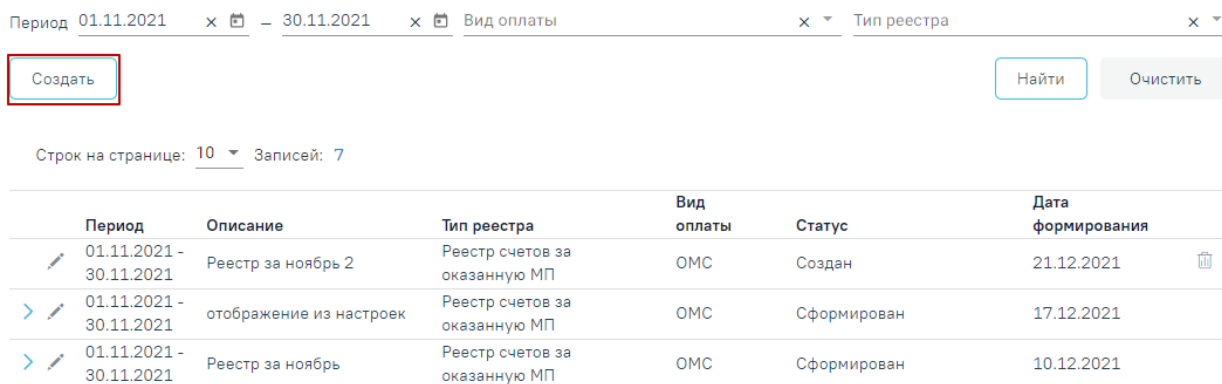 Период 01.11.2021 – 30.11.2021 Вид оплаты Тип реестра
Создать Найти Очистить
Строк на странице: 10 Записей: 7
Вид Дата
Период Описание Тип реестра оплаты Статус формирования
01.11.2021 - Реестр счетов за
Реестр за ноябрь 2 ОМС Создан 21.12.2021
30.11.2021 оказанную МП
01.11.2021 - Реестр счетов за
отображение из настроек ОМС Сформирован 17.12.2021
30.11.2021 оказанную МП
01.11.2021 - Реестр счетов за
Реестр за ноябрь ОМС Сформирован 10.12.2021
30.11.2021 оказанную МП